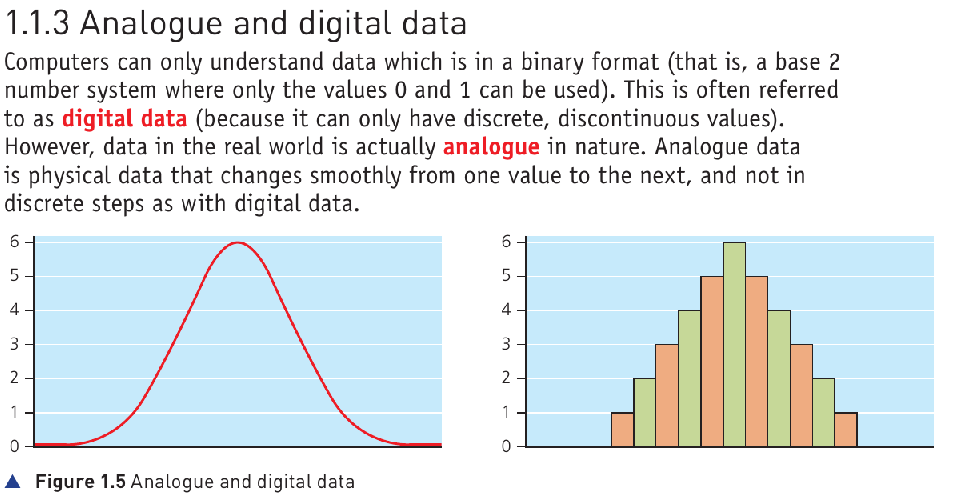 1.1.3 Analogue and digital data
Computers can only understand data which is in a binary format (that is, a base 2
number system where only the values 0 and 1 can be used). This is often referred
to as digital data (because it can only have discrete, discontinuous values).
However, data in the real world is actually analogue in nature. Analogue data
is physical data that changes smoothly from one value to the next, and not in
discrete steps as with digital data.
6
5
4
3
2
1
0
6
5
4
3
2
1
0
▲ Figure 1.5 Analogue and digital data